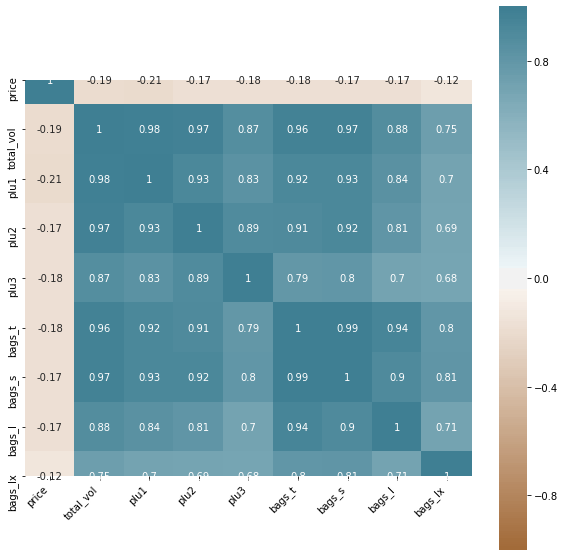 price 1 -0.19 -0.21 -0.17 -0.18 -0.18 -0.17 -0.17 -0.12
total_vol -0.19 1 0.98 0.97 0.87 0.96 0.97 0.88 0.75
plu1 -0.21 0.98 1 0.93 0.83 0.92 0.93 0.84 0.7
plu2 -0.17 0.97 0.93 1 0.89 0.91 0.92 0.81 0.69
plu3 -0.18 0.87 0.83 0.89 1 0.79 0.8 0.7 0.68
bags_t -0.18 0.96 0.92 0.91 0.79 1 0.99 0.94 0.8
bags_s -0.17 0.97 0.93 0.92 0.8 0.99 1 0.9 0.81
bags_l -0.17 0.88 0.84 0.81 0.7 0.94 0.9 1 0.71
bags_lx -0.12 0.75 0.7 0.69 0.68 0.8 0.81 0.71 1
price total_vol plu1 plu2 plu3 bags_t bags_s bags_l bags_lx
0.8
0.4
0.0
−0.4
−0.8